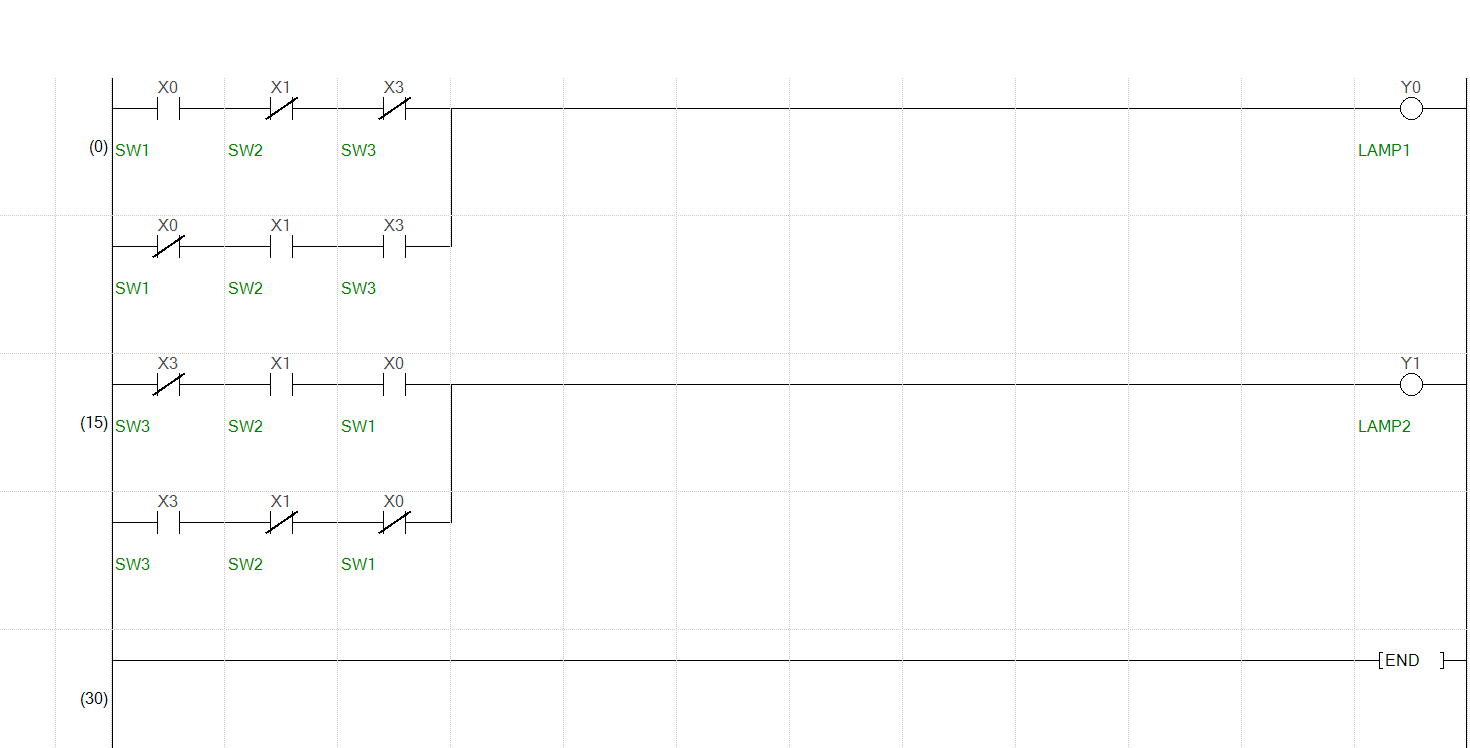 X0 X1 X3 Y0
(0) SW1 SW2 SW3 LAMP1
X0 X1 X3
SW1 SW2 SW3
X3 X1 X0 Y1
(15) SW3 SW2 SW1 LAMP2
X3 X1 X0
SW3 SW2 SW1
[END ]
(30)